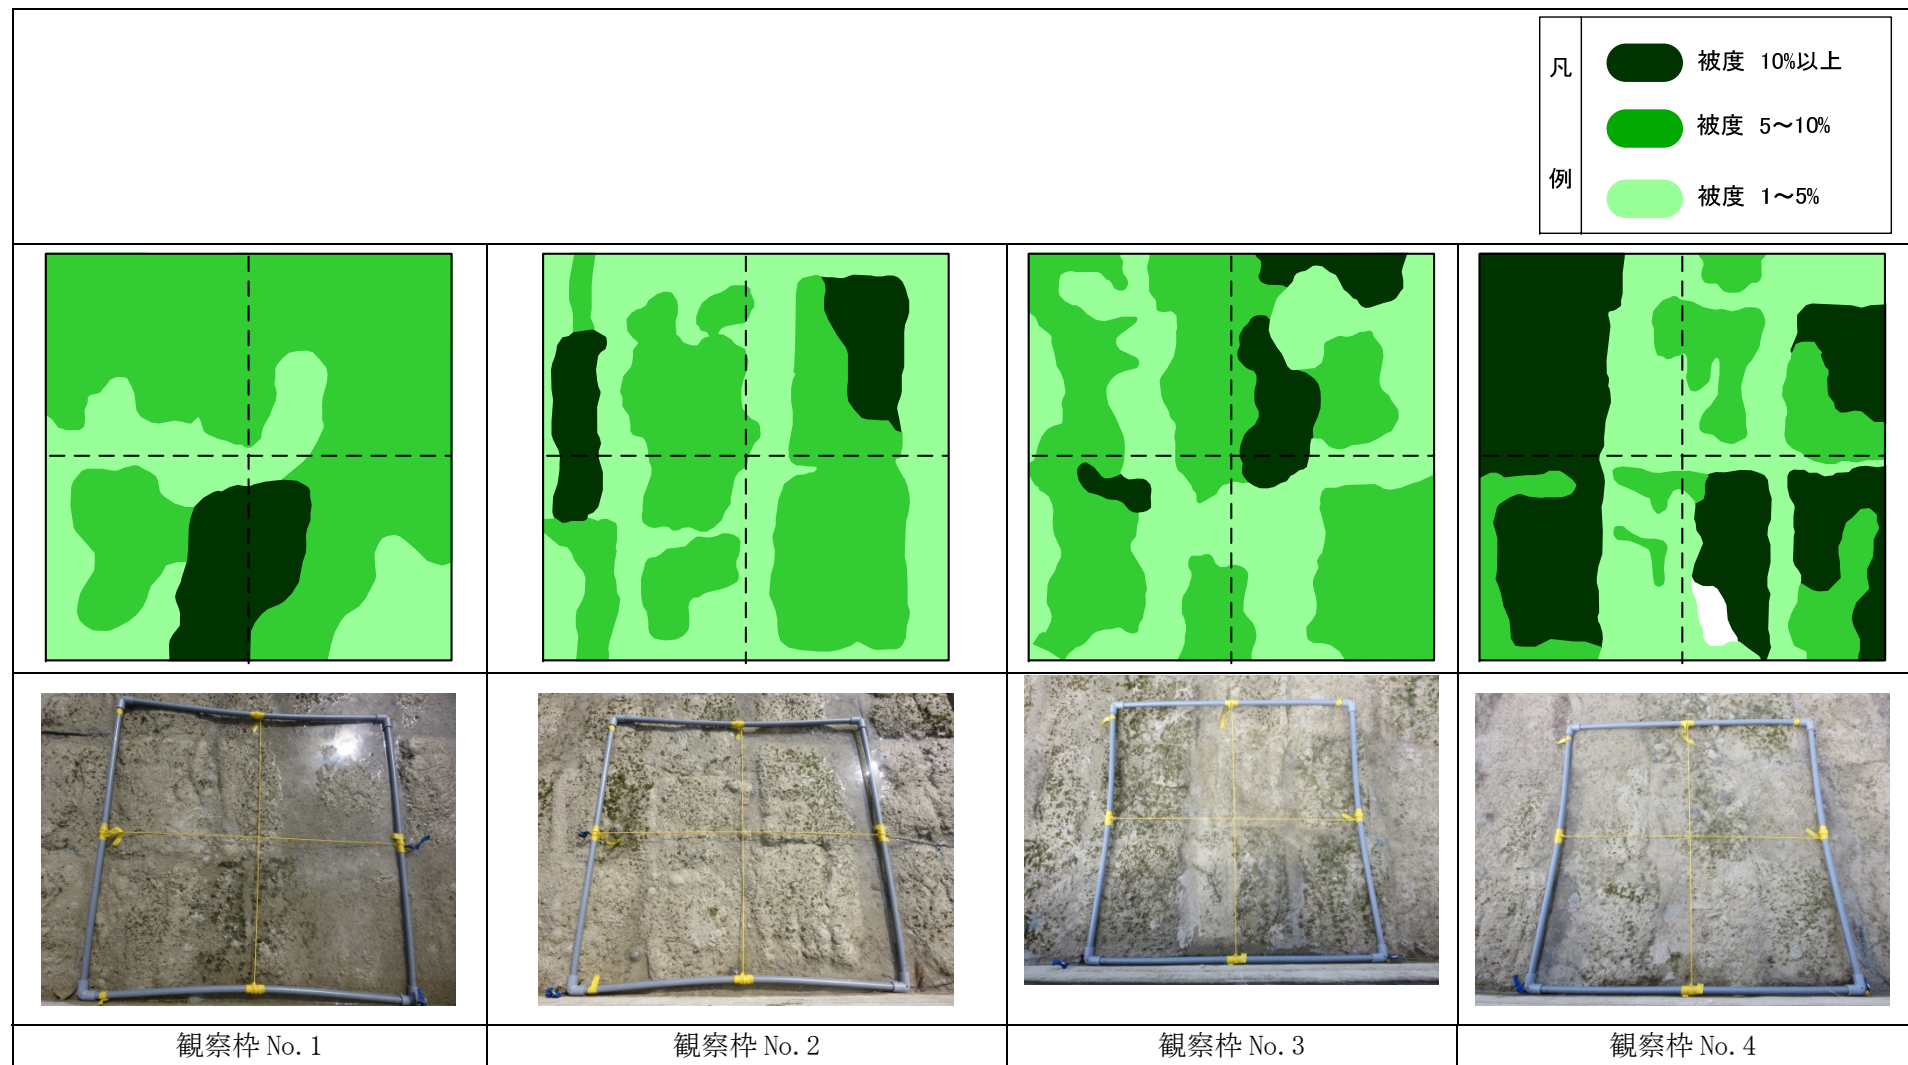 凡例
被度 10%以上
被度 5～10%
被度 1～5%
観察枠 No.1
観察枠 No.2
観察枠 No.3
観察枠 No.4